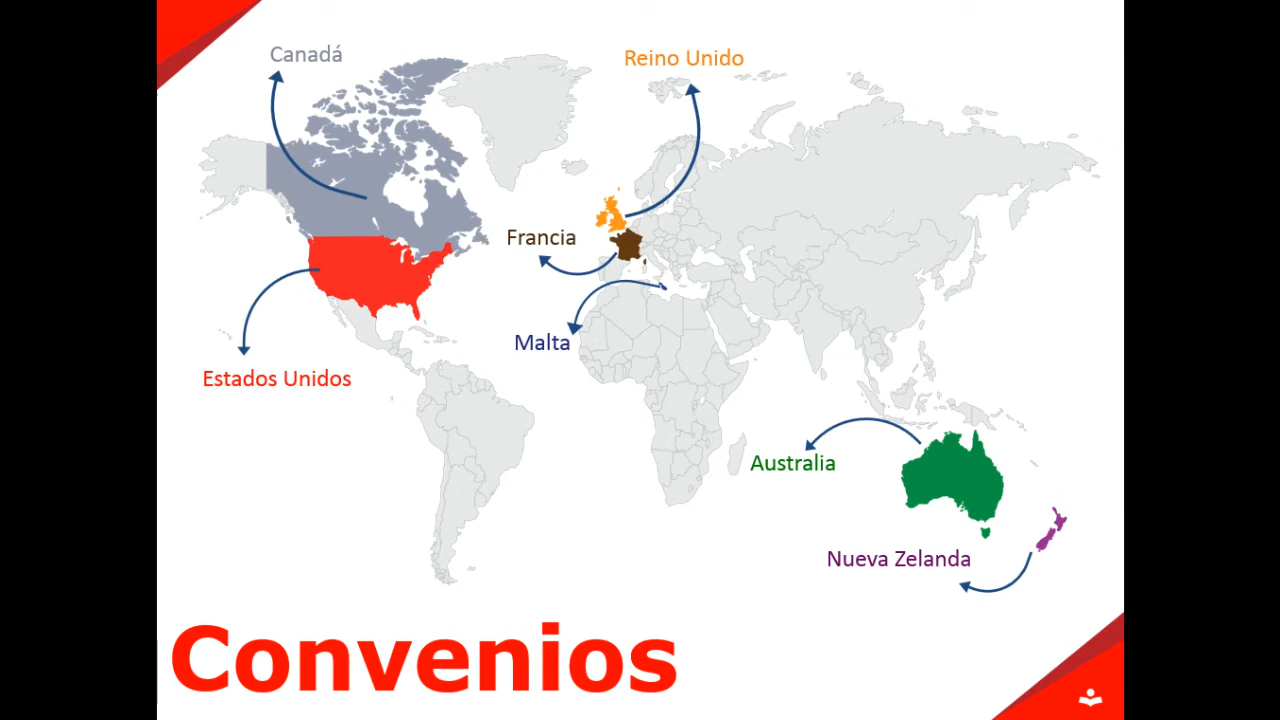 Canadá
Reino Unido
Francia
Malta
Estados Unidos
Australia
Nueva Zelanda
Convenios